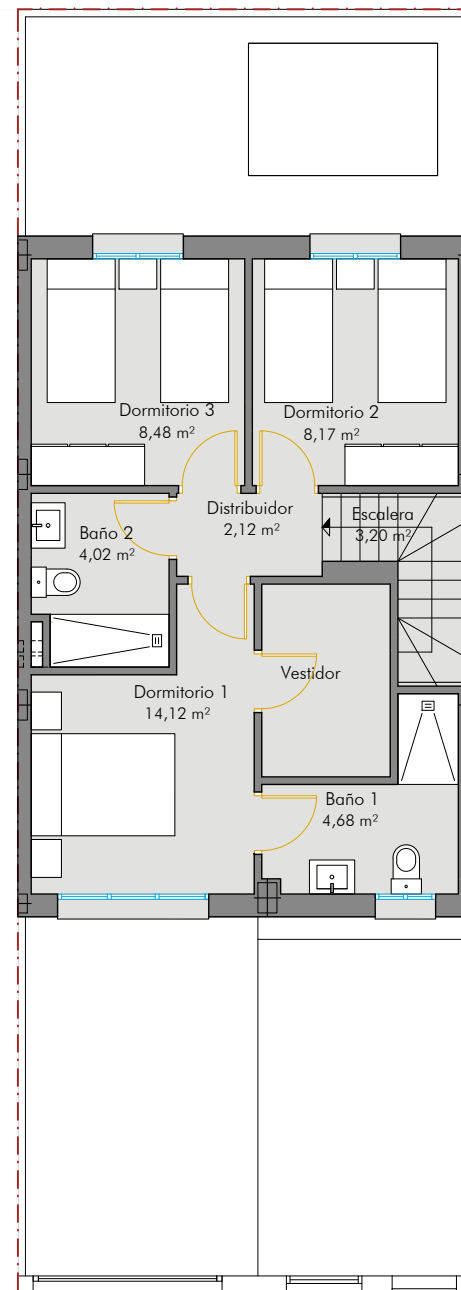 Dormitorio 3
8,48 m²
Dormitorio 2
8,17 m²
Distribuidor
2,12 m²
Escalera
3,20 m²
Baño 2
4,02 m²
Vestidor
Dormitorio 1
14,12 m²
Baño 1
4,68 m²